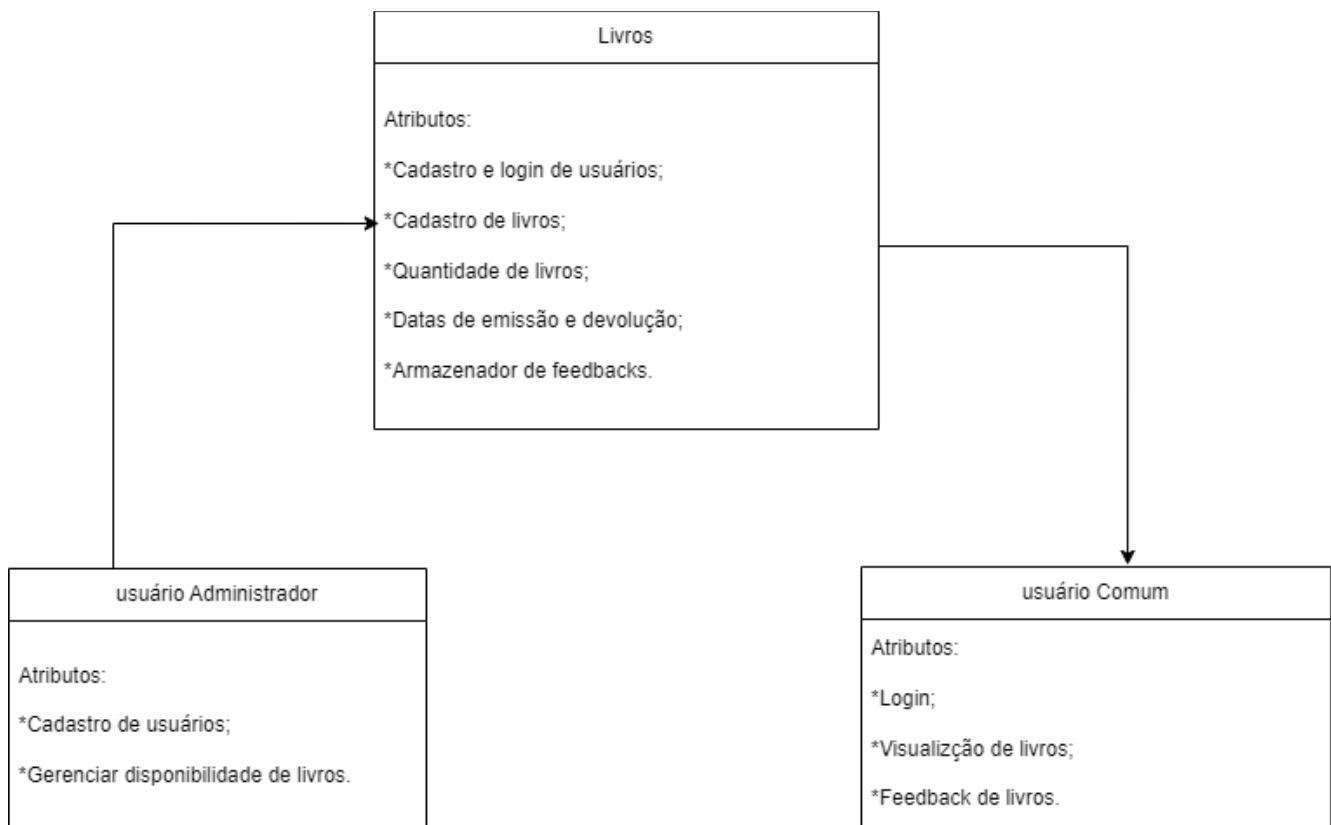 Livros
Atributos:
*Cadastro e login de usuários;
*Cadastro de livros;
*Quantidade de livros;
*Datas de emissão e devolução;
*Armazenador de feedbacks.
usuário Administrador
Atributos:
*Cadastro de usuários;
*Gerenciar disponibilidade de livros.
usuário Comum
Atributos:
*Login;
*Visualizção de livros;
*Feedback de livros.